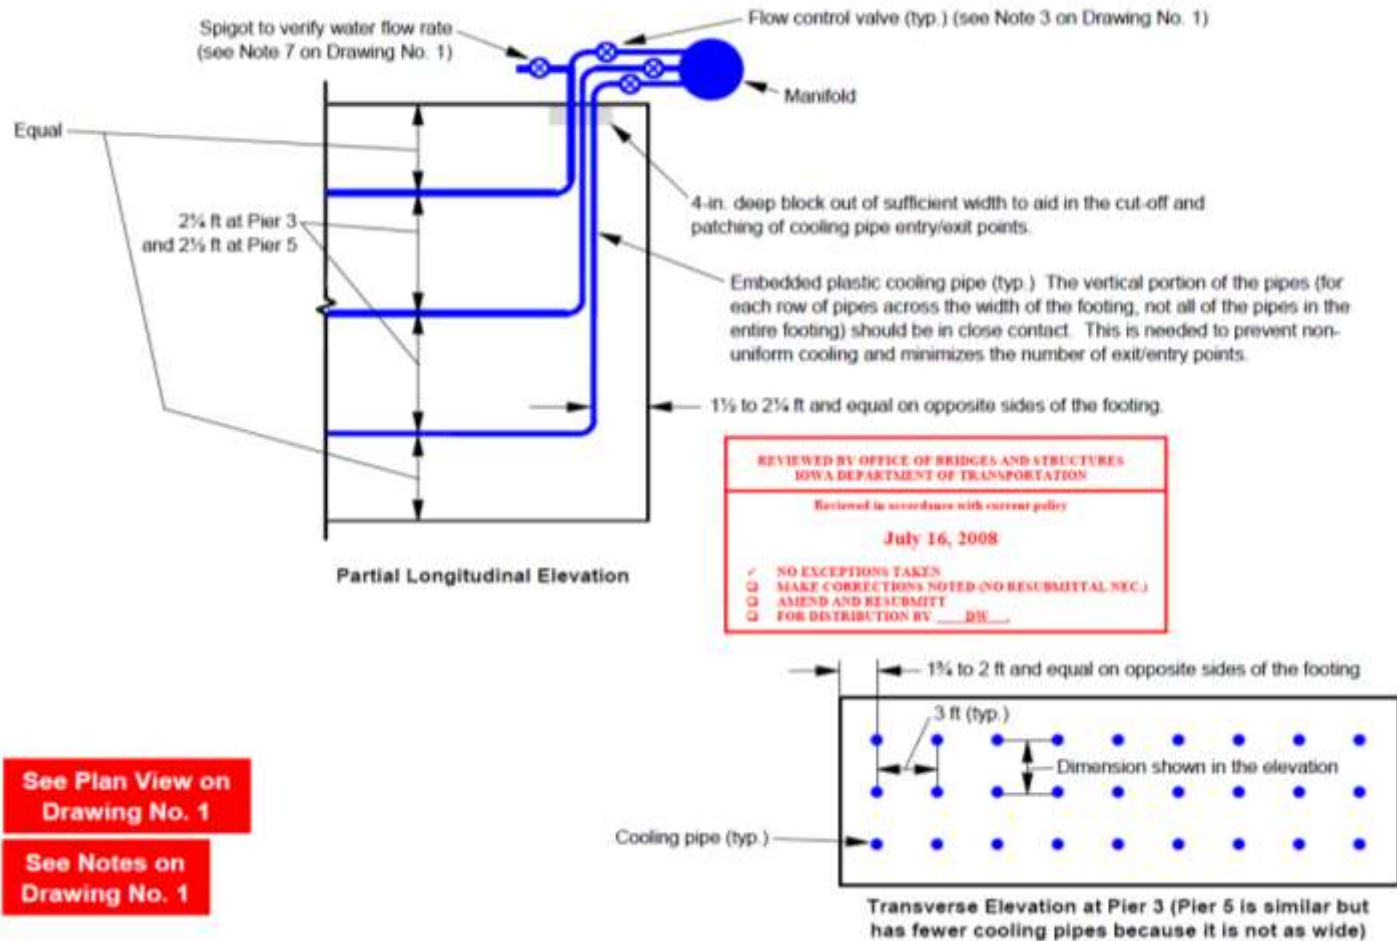 Spigot to verify water flow rate
(see Note 7 on Drawing No. 1)
Flow control valve (typ.) (see Note 3 on Drawing No. 1)
Manifold
Equal
4-in. deep block out of sufficient width to aid in the cut-off and
patching of cooling pipe entry/exit points.
2¼ ft at Pier 3
and 2½ ft at Pier 5
Embedded plastic cooling pipe (typ.) The vertical portion of the pipes (for
each row of pipes across the width of the footing, not all of the pipes in the
entire footing) should be in close contact. This is needed to prevent non-
uniform cooling and minimizes the number of exit/entry points.
1½ to 2¼ ft and equal on opposite sides of the footing.
Partial Longitudinal Elevation
REVIEWED BY OFFICE OF BRIDGES AND STRUCTURES
IOWA DEPARTMENT OF TRANSPORTATION
Reviewed in accordance with current policy
July 16, 2008
✓ NO EXCEPTIONS TAKEN
❑ MAKE CORRECTIONS NOTED (NO RESUBMITTAL NEC.)
❑ AMEND AND RESUBMITT
❑ FOR DISTRIBUTION BY DW .
1¾ to 2 ft and equal on opposite sides of the footing
3 ft (typ.)
Dimension shown in the elevation
Cooling pipe (typ.)
Transverse Elevation at Pier 3 (Pier 5 is similar but
has fewer cooling pipes because it is not as wide)
See Plan View on
Drawing No. 1
See Notes on
Drawing No. 1